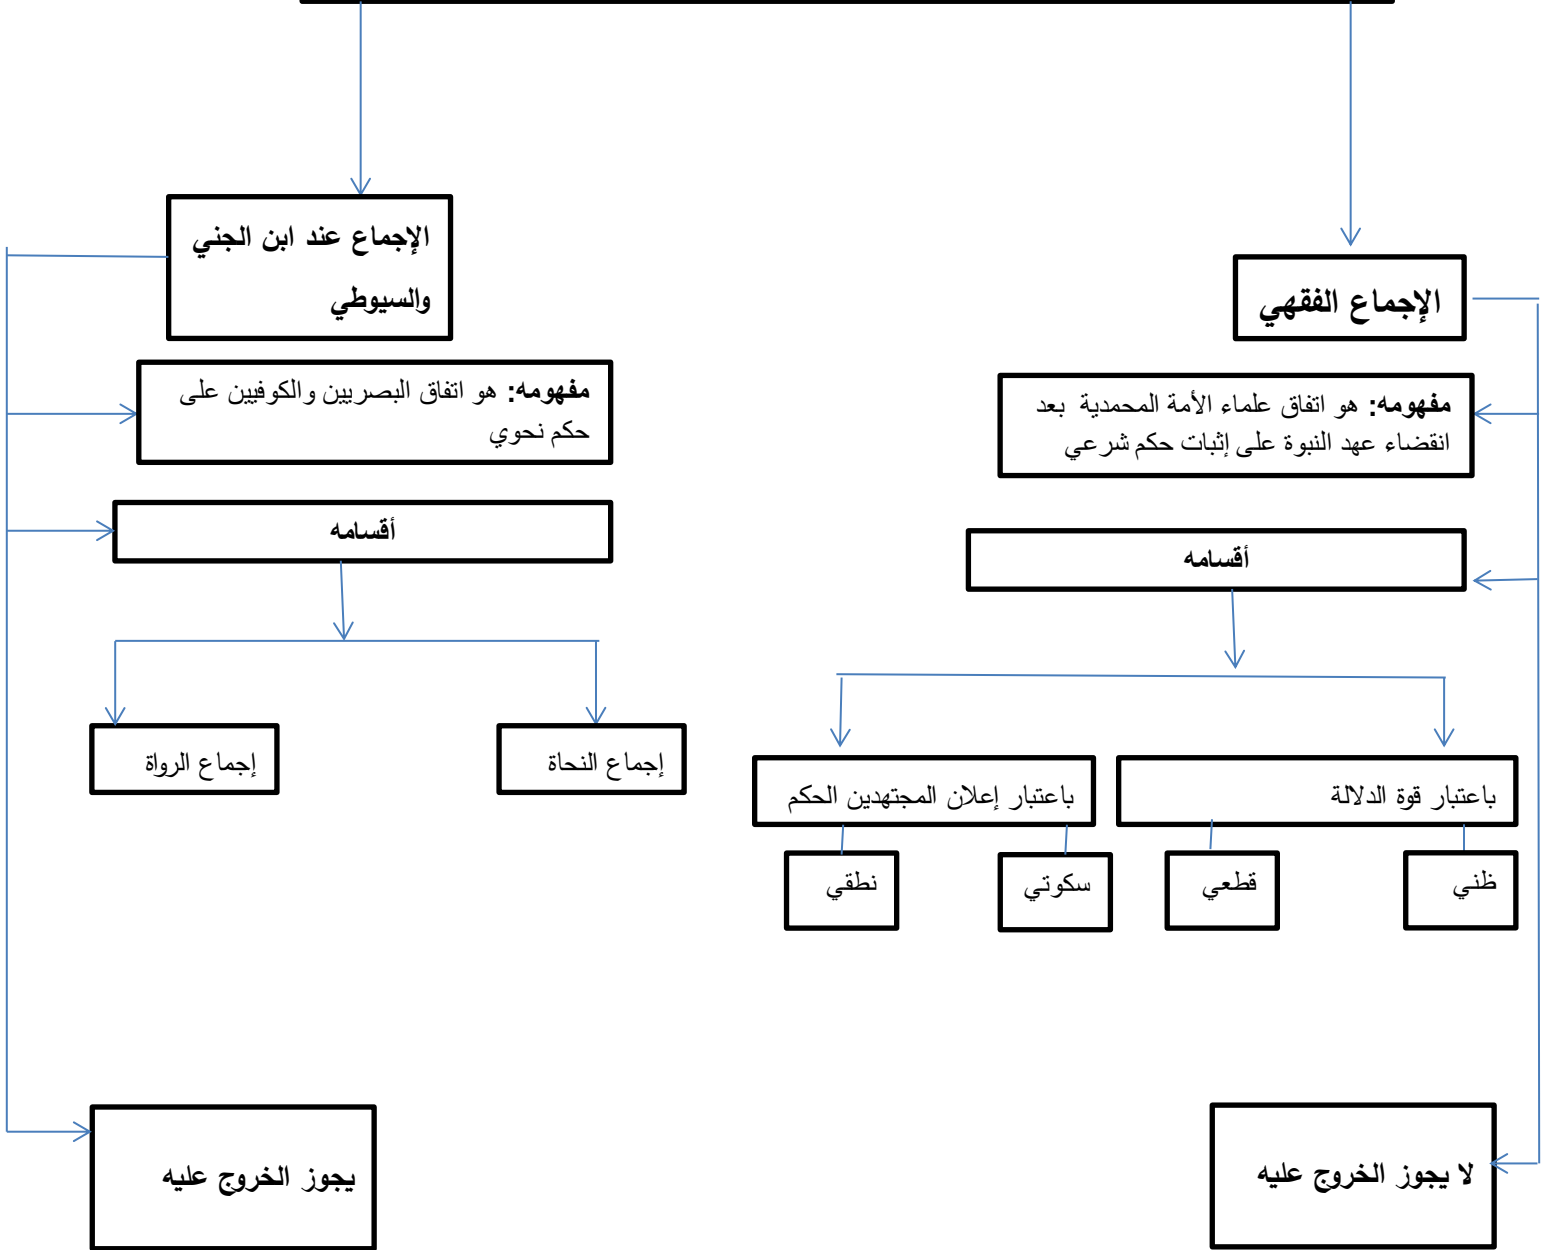 الإجماع الفقهي
مفهومه: هو اتفاق علماء الأمة المحمدية بعد
انقضاء عهد النبوة على إثبات حكم شرعي
أقسامه
باعتبار قوة الدلالة
باعتبار إعلان المجتهدين الحكم
ظني
قطعي
سكوتي
نطقي
لا يجوز الخروج عليه
الإجماع عند ابن الجني
والسيوطي
مفهومه: هو اتفاق البصريين والكوفيين على
حكم نحوي
أقسامه
إجماع النحاة
إجماع الرواة
يجوز الخروج عليه